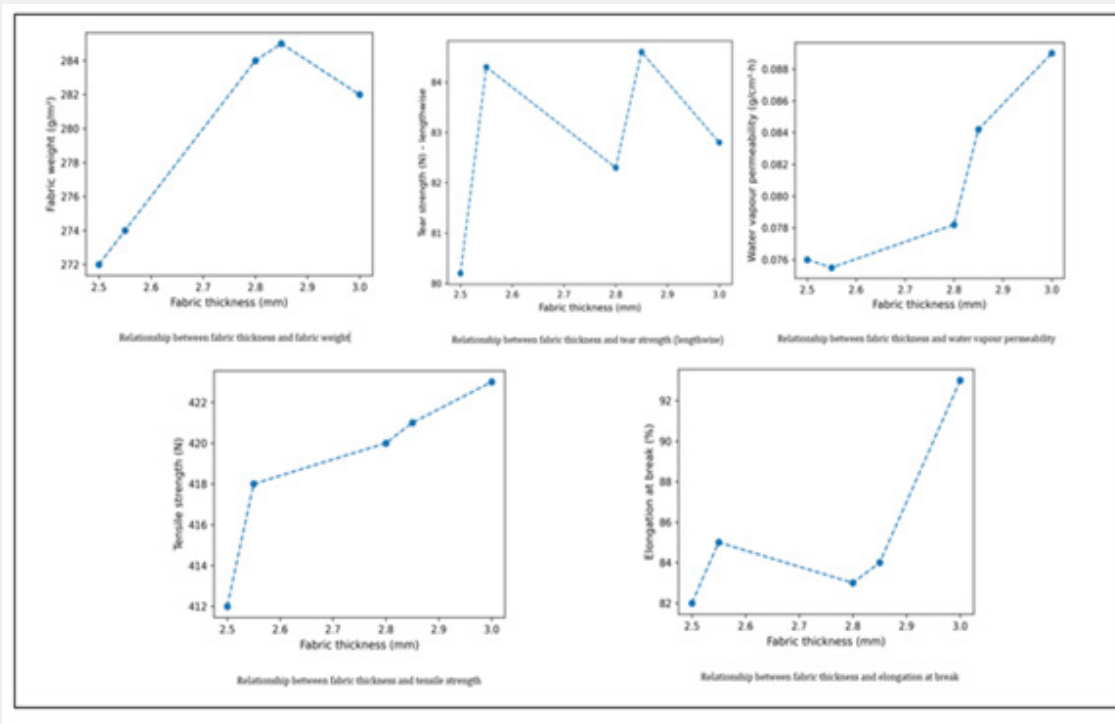 Fabric weight (g/m²)
284
282
280
278
276
274
272
2.5 2.6 2.7 2.8 2.9 3.0
Fabric thickness (mm)
Relationship between fabric thickness and fabric weight
Tear strength (N) – lengthwise
84
83
82
81
80
2.5 2.6 2.7 2.8 2.9 3.0
Fabric thickness (mm)
Relationship between fabric thickness and tear strength (lengthwise)
Water vapour permeability (g/cm²·h)
0.088
0.086
0.084
0.082
0.080
0.078
0.076
2.5 2.6 2.7 2.8 2.9 3.0
Fabric thickness (mm)
Relationship between fabric thickness and water vapour permeability
Tensile strength (N)
422
420
418
416
414
412
2.5 2.6 2.7 2.8 2.9 3.0
Fabric thickness (mm)
Relationship between fabric thickness and tensile strength
Elongation at break (%)
92
90
88
86
84
82
2.5 2.6 2.7 2.8 2.9 3.0
Fabric thickness (mm)
Relationship between fabric thickness and elongation at break